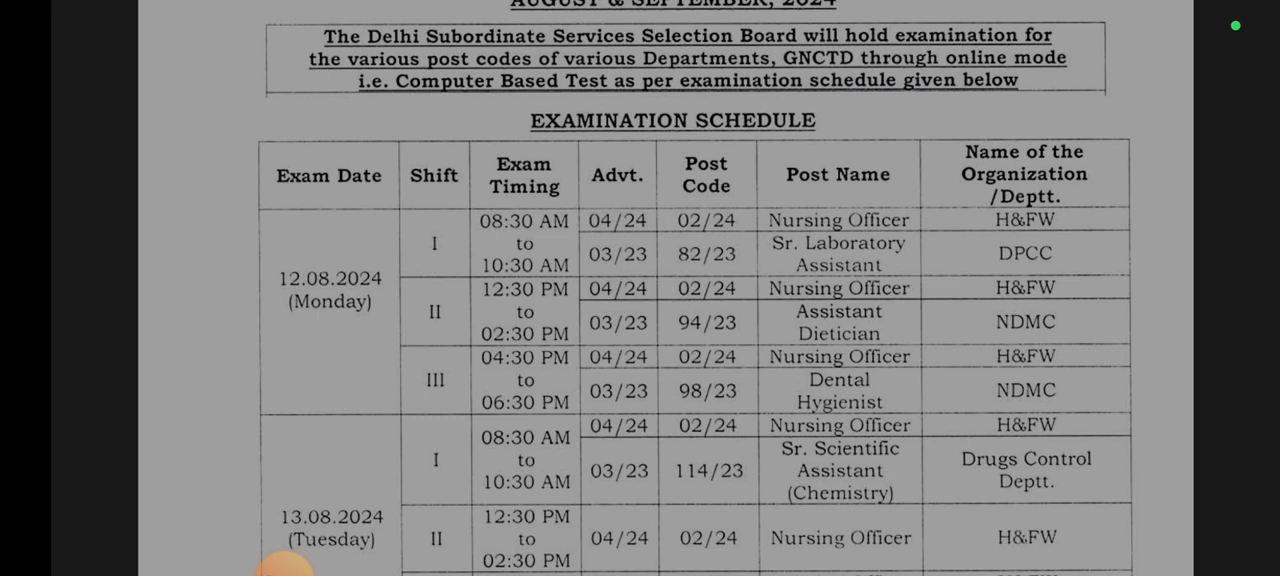 AUGUST & SEPTEMBER, 2024
The Delhi Subordinate Services Selection Board will hold examination for
the various post codes of various Departments, GNCTD through online mode
i.e. Computer Based Test as per examination schedule given below
EXAMINATION SCHEDULE
Exam Date Shift Exam Timing Advt. Post Code Post Name Name of the Organization /Deptt.
12.08.2024 (Monday) I 08:30 AM to 10:30 AM 04/24 02/24 Nursing Officer H&FW
03/23 82/23 Sr. Laboratory Assistant DPCC
II 12:30 PM to 02:30 PM 04/24 02/24 Nursing Officer H&FW
03/23 94/23 Assistant Dietician NDMC
III 04:30 PM to 06:30 PM 04/24 02/24 Nursing Officer H&FW
03/23 98/23 Dental Hygienist NDMC
13.08.2024 (Tuesday) I 08:30 AM to 10:30 AM 04/24 02/24 Nursing Officer H&FW
03/23 114/23 Sr. Scientific Assistant (Chemistry) Drugs Control Deptt.
II 12:30 PM to 02:30 PM 04/24 02/24 Nursing Officer H&FW